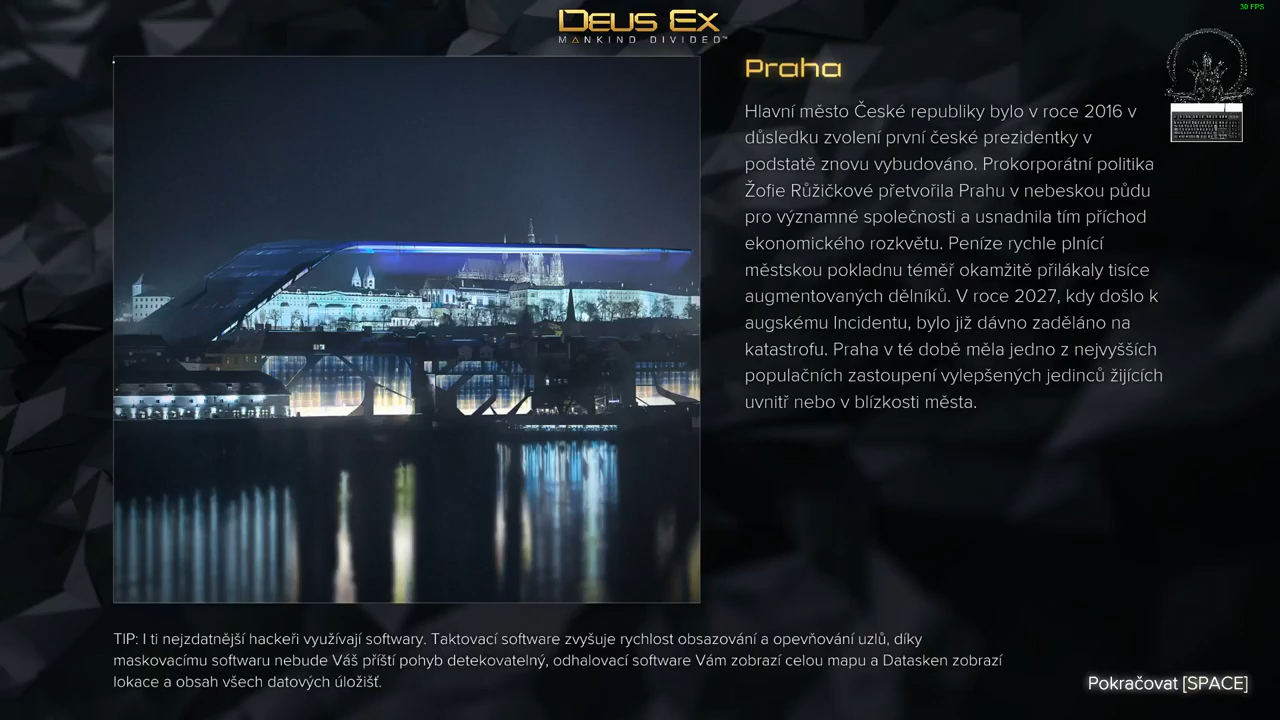 30 FPS
DEUS EX
MANKIND DIVIDED™
Praha
Hlavní město České republiky bylo v roce 2016 v
důsledku zvolení první české prezidentky v
podstatě znovu vybudováno. Prokorporátní politika
Žofie Růžičkové přetvořila Prahu v nebeskou půdu
pro významné společnosti a usnadnila tím příchod
ekonomického rozkvětu. Peníze rychle plnící
městskou pokladnu téměř okamžitě přilákaly tisíce
augmentovaných dělníků. V roce 2027, kdy došlo k
augskému Incidentu, bylo již dávno zaděláno na
katastrofu. Praha v té době měla jedno z nejvyšších
populačních zastoupení vylepšených jedinců žijících
uvnitř nebo v blízkosti města.
TIP: I ti nejzdatnější hackeři využívají softwary. Taktovací software zvyšuje rychlost obsazování a opevňování uzlů, díky
maskovacímu softwaru nebude Váš příští pohyb detekovatelný, odhalovací software Vám zobrazí celou mapu a Datasken zobrazí
lokace a obsah všech datových úložišť.
Pokračovat [SPACE]